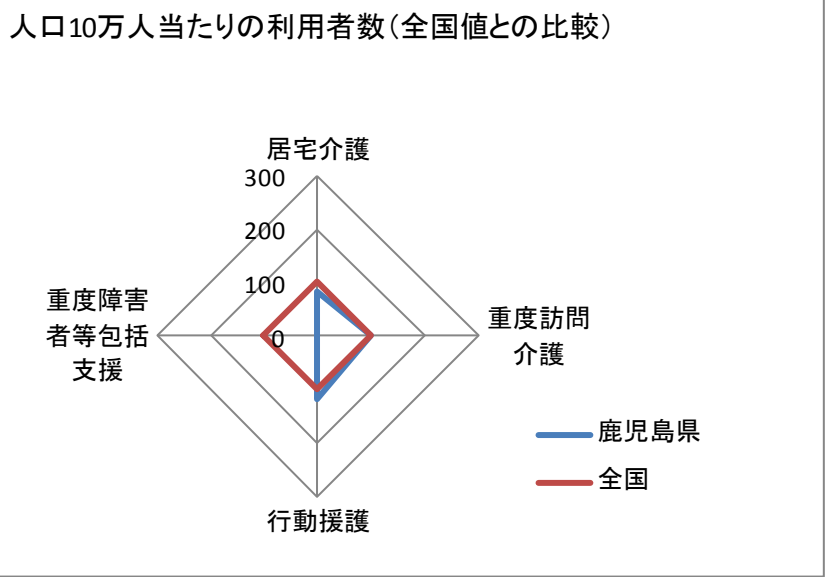 人口10万人当たりの利用者数（全国値との比較）
居宅介護
300
200
100
0
重度障害
者等包括
支援
重度訪問
介護
行動援護
鹿児島県
全国